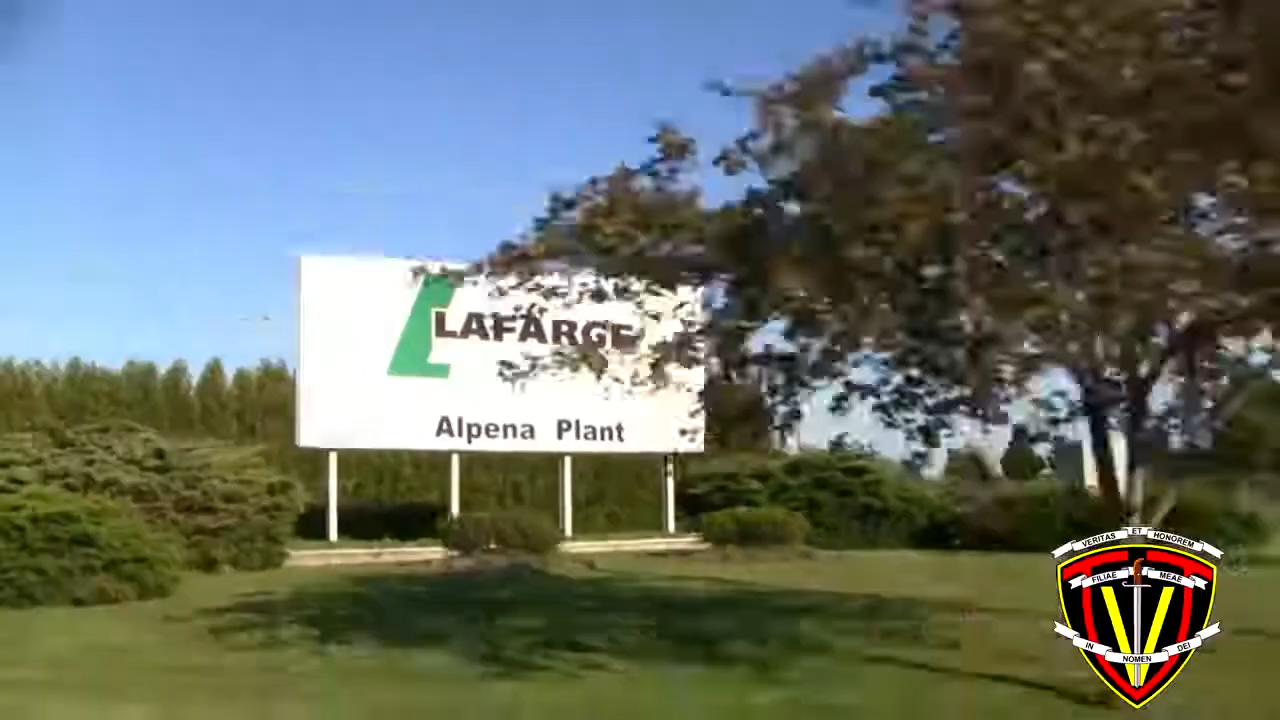 LAFARGE
Alpena Plant
VERITAS ET HONOREM
FILIAE MEAE
IN NOMEN DEI